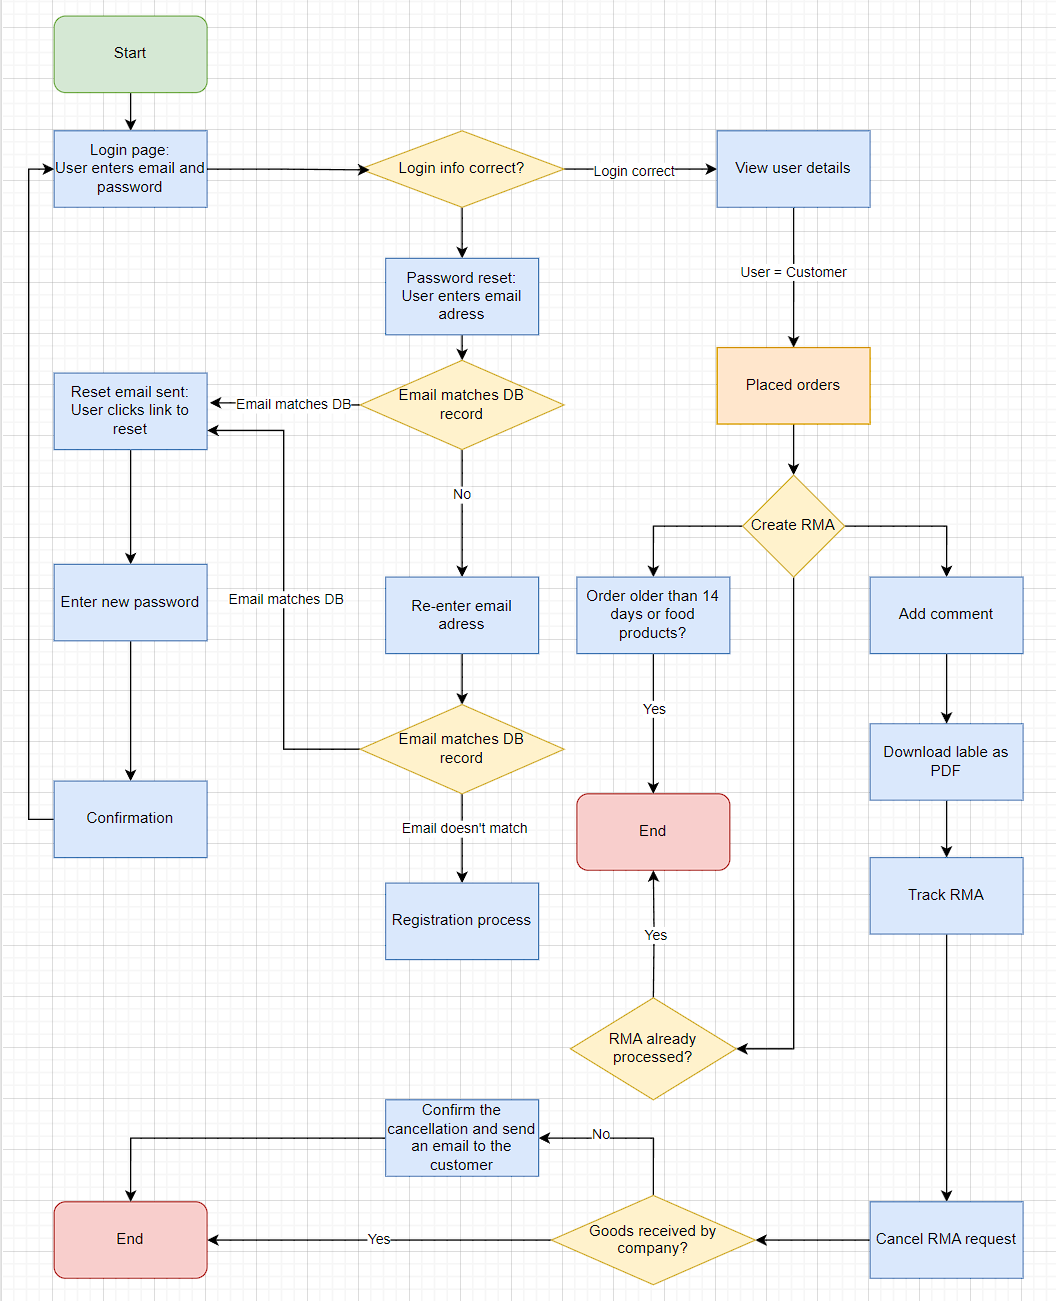 Start
Login page:
User enters email and
password
Login info correct?
Login correct
View user details
Password reset:
User enters email
adress
User = Customer
Reset email sent:
User clicks link to
reset
Email matches DB
Email matches DB
record
Placed orders
No
Create RMA
Enter new password
Email matches DB
Re-enter email
adress
Order older than 14
days or food
products?
Add comment
Yes
Email matches DB
record
Download lable as
PDF
Confirmation
Email doesn't match
End
Track RMA
Registration process
Yes
RMA already
processed?
Confirm the
cancellation and send
an email to the
customer
No
End
Yes
Goods received by
company?
Cancel RMA request